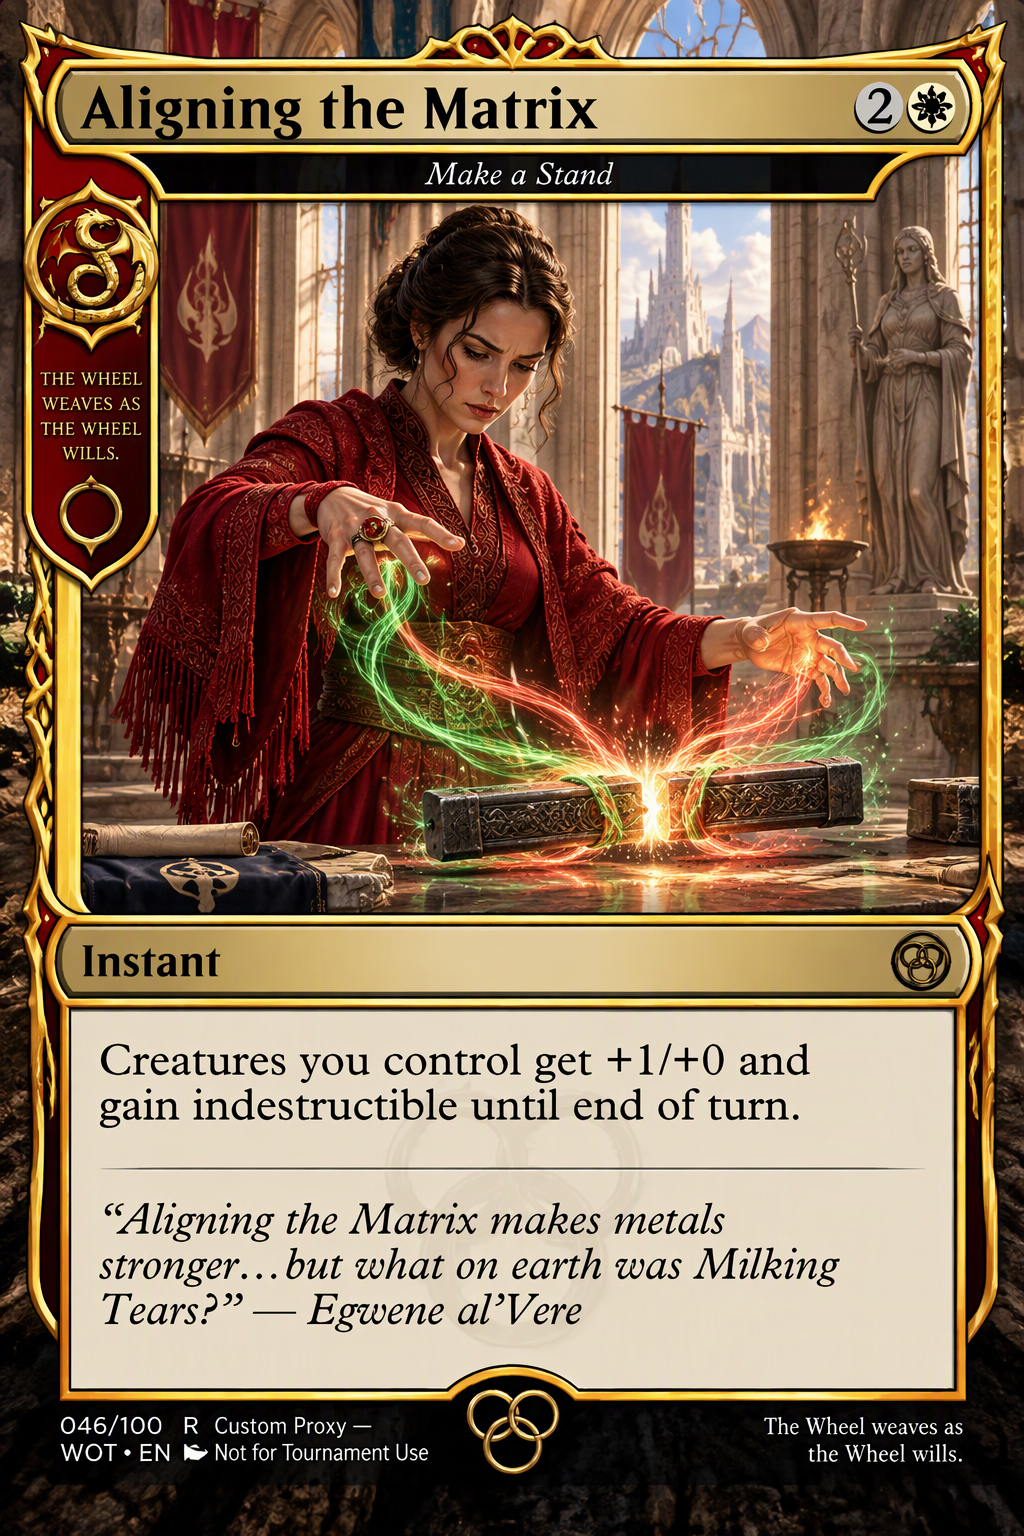 Aligning the Matrix
2
Make a Stand
THE WHEEL
WEAVES AS
THE WHEEL
WILLS.
Instant
Creatures you control get +1/+0 and
gain indestructible until end of turn.
“Aligning the Matrix makes metals
stronger…but what on earth was Milking
Tears?” — Egwene al’Vere
046/100 R Custom Proxy —
WOT • EN Not for Tournament Use
The Wheel weaves as
the Wheel wills.